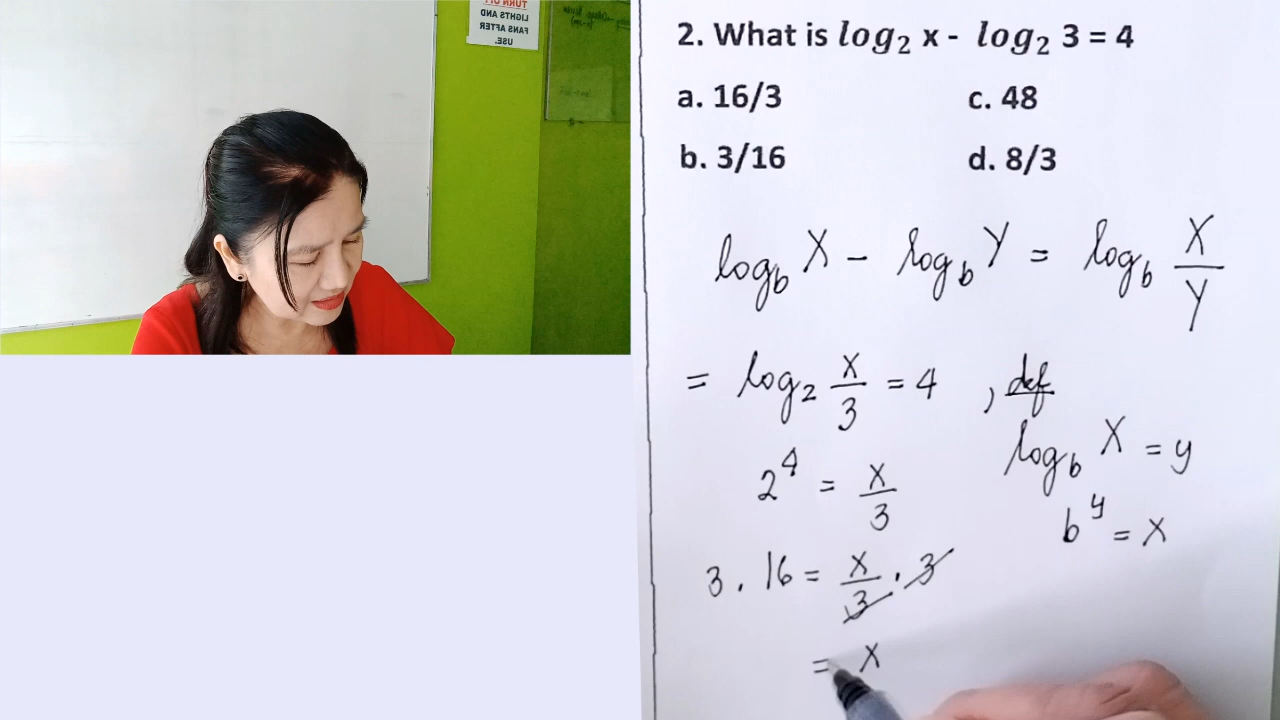 TURN OFF
LIGHTS AND
FANS AFTER
USE.
2. What is log₂ x - log₂ 3 = 4
a. 16/3 c. 48
b. 3/16 d. 8/3
log_b X - log_b Y = log_b X/Y
= log₂ x/3 = 4 , def
2⁴ = x/3 log_b X = y
b^y = x
3 . 16 = x/3 . 3
= x